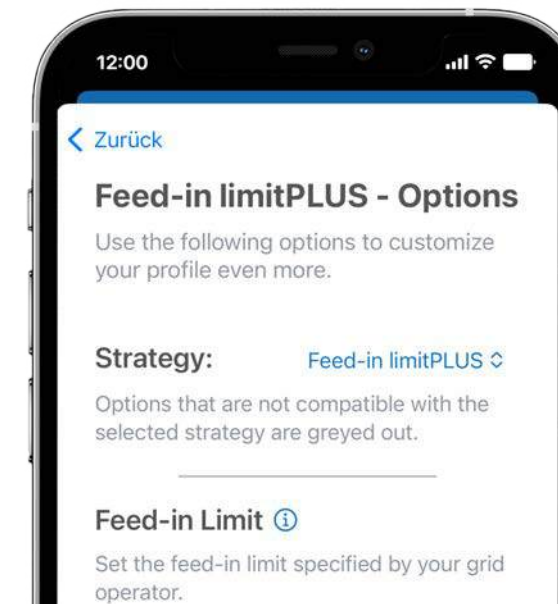 12:00
Zurück
Feed-in limitPLUS - Options
Use the following options to customize
your profile even more.
Strategy: Feed-in limitPLUS
Options that are not compatible with the
selected strategy are greyed out.
Feed-in Limit
Set the feed-in limit specified by your grid
operator.